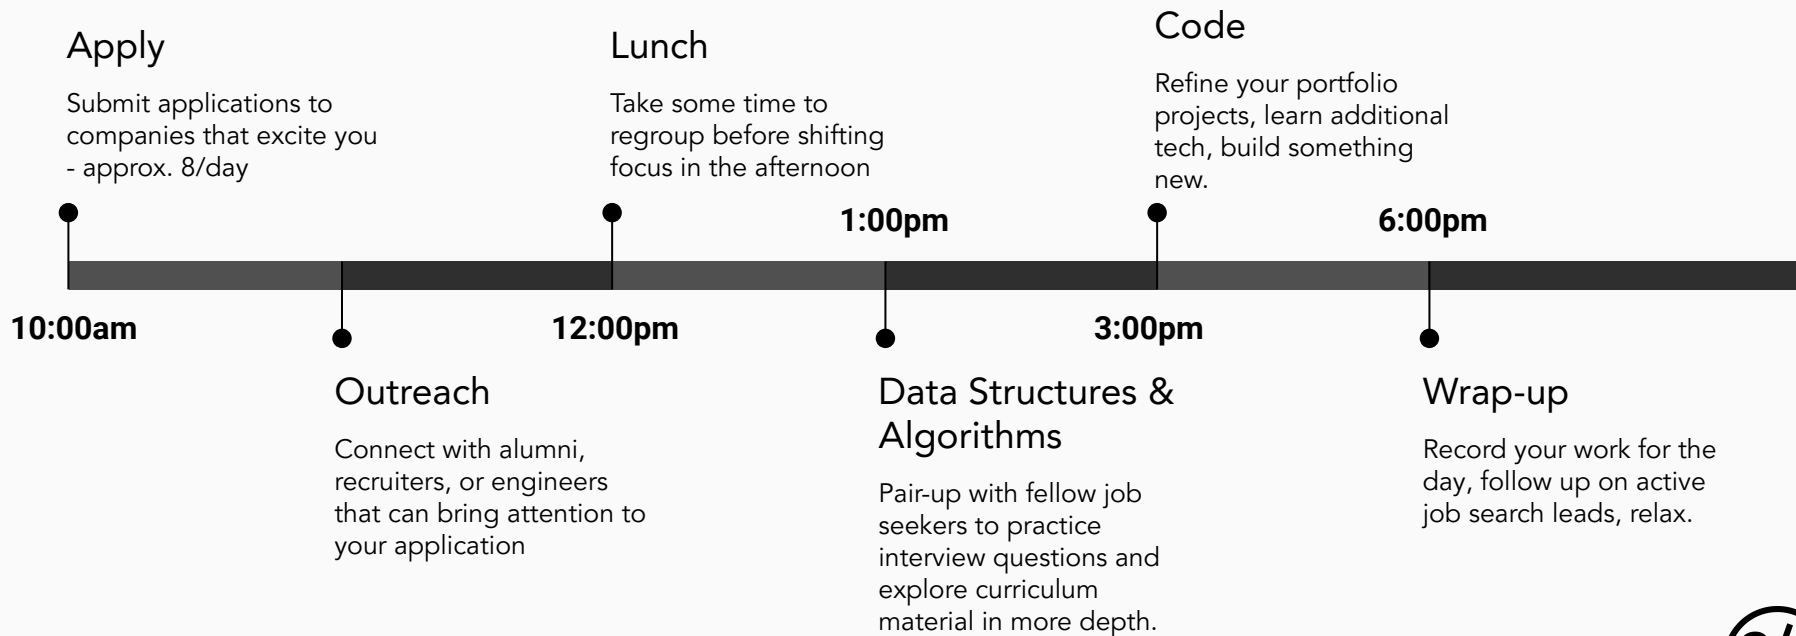 Apply
Submit applications to
companies that excite you
- approx. 8/day
Lunch
Take some time to
regroup before shifting
focus in the afternoon
Code
Refine your portfolio
projects, learn additional
tech, build something
new.
1:00pm
6:00pm
10:00am
12:00pm
3:00pm
Outreach
Connect with alumni,
recruiters, or engineers
that can bring attention to
your application
Data Structures &
Algorithms
Pair-up with fellow job
seekers to practice
interview questions and
explore curriculum
material in more depth.
Wrap-up
Record your work for the
day, follow up on active
job search leads, relax.